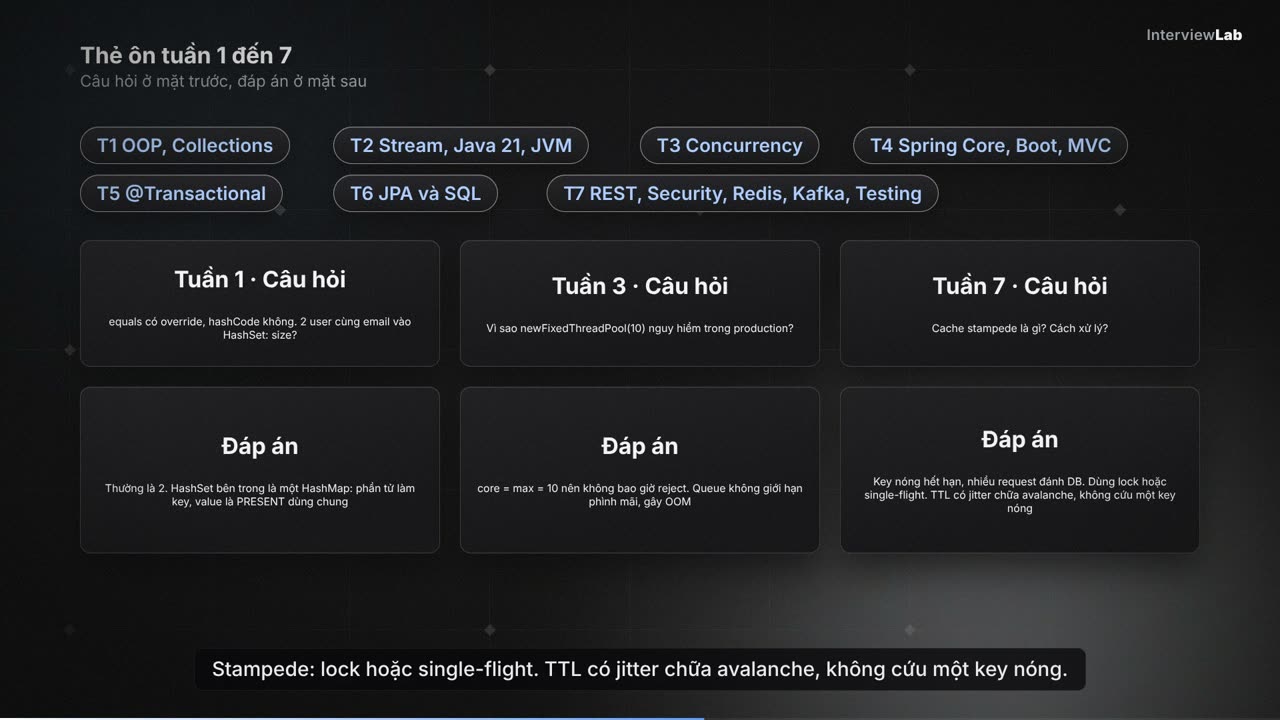 Thẻ ôn tuần 1 đến 7
InterviewLab
Câu hỏi ở mặt trước, đáp án ở mặt sau
T1 OOP, Collections
T2 Stream, Java 21, JVM
T3 Concurrency
T4 Spring Core, Boot, MVC
T5 @Transactional
T6 JPA và SQL
T7 REST, Security, Redis, Kafka, Testing
Tuần 1 · Câu hỏi
equals có override, hashCode không. 2 user cùng email vào
HashSet: size?
Tuần 3 · Câu hỏi
Vì sao newFixedThreadPool(10) nguy hiểm trong production?
Tuần 7 · Câu hỏi
Cache stampede là gì? Cách xử lý?
Đáp án
Thường là 2. HashSet bên trong là một HashMap: phần tử làm
key, value là PRESENT dùng chung
Đáp án
core = max = 10 nên không bao giờ reject. Queue không giới hạn
phình mãi, gây OOM
Đáp án
Key nóng hết hạn, nhiều request đánh DB. Dùng lock hoặc
single-flight. TTL có jitter chữa avalanche, không cứu một key
nóng
Stampede: lock hoặc single-flight. TTL có jitter chữa avalanche, không cứu một key nóng.